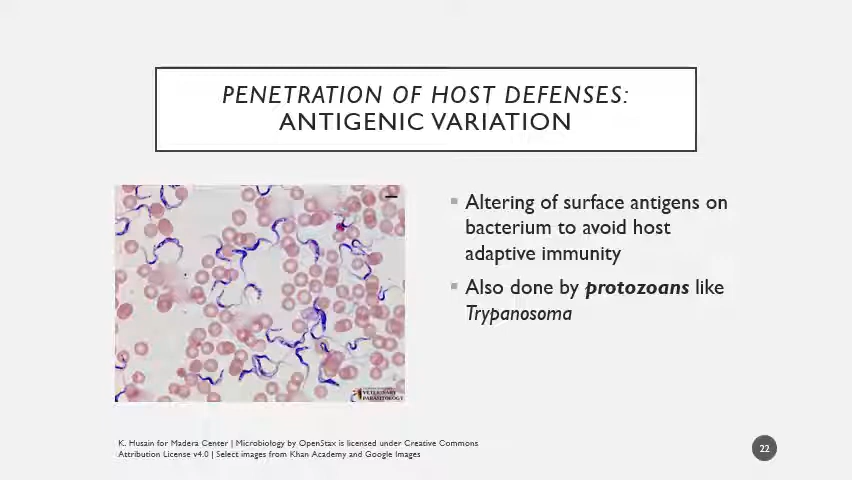 PENETRATION OF HOST DEFENSES:
ANTIGENIC VARIATION
▪ Altering of surface antigens on
bacterium to avoid host
adaptive immunity
▪ Also done by protozoans like
Trypanosoma
VETERINARY
PARASITOLOGY
K. Husain for Madera Center | Microbiology by OpenStax is licensed under Creative Commons
Attribution License v4.0 | Select images from Khan Academy and Google Images
22